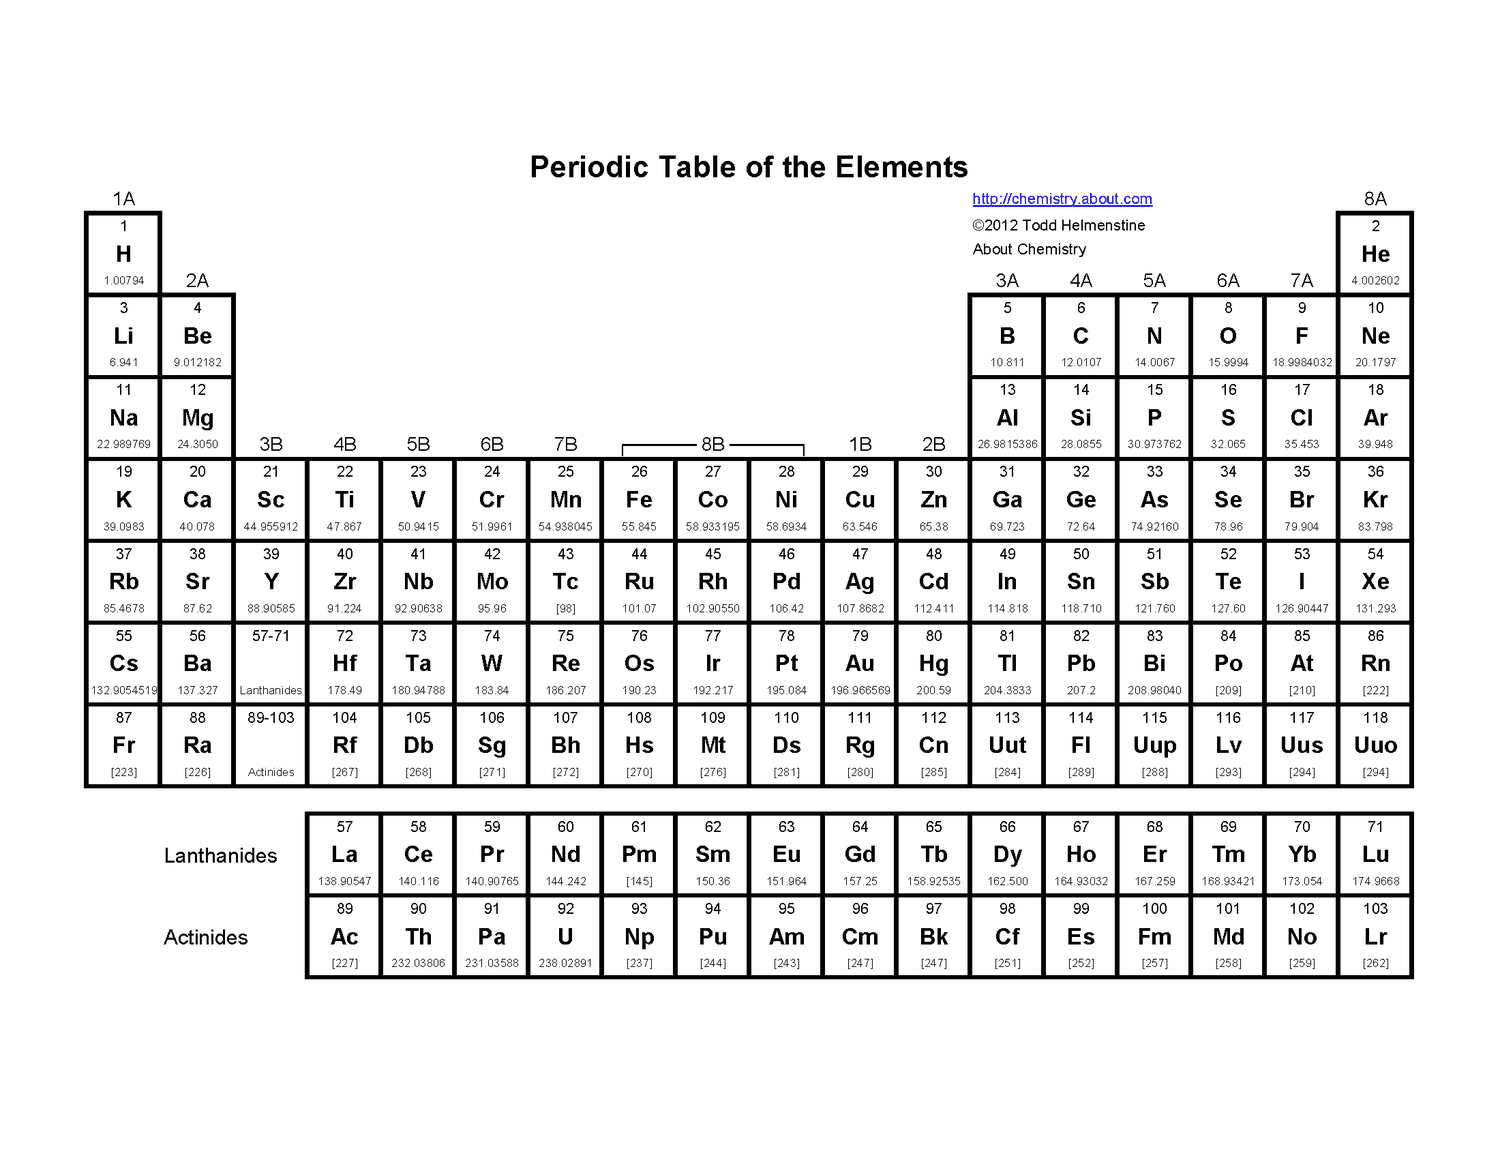 Periodic Table of the Elements
1A http://chemistry.about.com 8A
1 ©2012 Todd Helmenstine 2
H About Chemistry He
1.00794 2A 3A 4A 5A 6A 7A 4.002602
3 4 5 6 7 8 9 10
Li Be B C N O F Ne
6.941 9.012182 10.811 12.0107 14.0067 15.9994 18.9984032 20.1797
11 12 13 14 15 16 17 18
Na Mg Al Si P S Cl Ar
22.989769 24.3050 3B 4B 5B 6B 7B 8B 1B 2B 26.9815386 28.0855 30.973762 32.065 35.453 39.948
19 20 21 22 23 24 25 26 27 28 29 30 31 32 33 34 35 36
K Ca Sc Ti V Cr Mn Fe Co Ni Cu Zn Ga Ge As Se Br Kr
39.0983 40.078 44.955912 47.867 50.9415 51.9961 54.938045 55.845 58.933195 58.6934 63.546 65.38 69.723 72.64 74.92160 78.96 79.904 83.798
37 38 39 40 41 42 43 44 45 46 47 48 49 50 51 52 53 54
Rb Sr Y Zr Nb Mo Tc Ru Rh Pd Ag Cd In Sn Sb Te I Xe
85.4678 87.62 88.90585 91.224 92.90638 95.96 [98] 101.07 102.90550 106.42 107.8682 112.411 114.818 118.710 121.760 127.60 126.90447 131.293
55 56 57-71 72 73 74 75 76 77 78 79 80 81 82 83 84 85 86
Cs Ba Hf Ta W Re Os Ir Pt Au Hg Tl Pb Bi Po At Rn
132.9054519 137.327 Lanthanides 178.49 180.94788 183.84 186.207 190.23 192.217 195.084 196.966569 200.59 204.3833 207.2 208.98040 [209] [210] [222]
87 88 89-103 104 105 106 107 108 109 110 111 112 113 114 115 116 117 118
Fr Ra Rf Db Sg Bh Hs Mt Ds Rg Cn Uut Fl Uup Lv Uus Uuo
[223] [226] Actinides [267] [268] [271] [272] [270] [276] [281] [280] [285] [284] [289] [288] [293] [294] [294]
57 58 59 60 61 62 63 64 65 66 67 68 69 70 71
Lanthanides La Ce Pr Nd Pm Sm Eu Gd Tb Dy Ho Er Tm Yb Lu
138.90547 140.116 140.90765 144.242 [145] 150.36 151.964 157.25 158.92535 162.500 164.93032 167.259 168.93421 173.054 174.9668
89 90 91 92 93 94 95 96 97 98 99 100 101 102 103
Actinides Ac Th Pa U Np Pu Am Cm Bk Cf Es Fm Md No Lr
[227] 232.03806 231.03588 238.02891 [237] [244] [243] [247] [247] [251] [252] [257] [258] [259] [262]